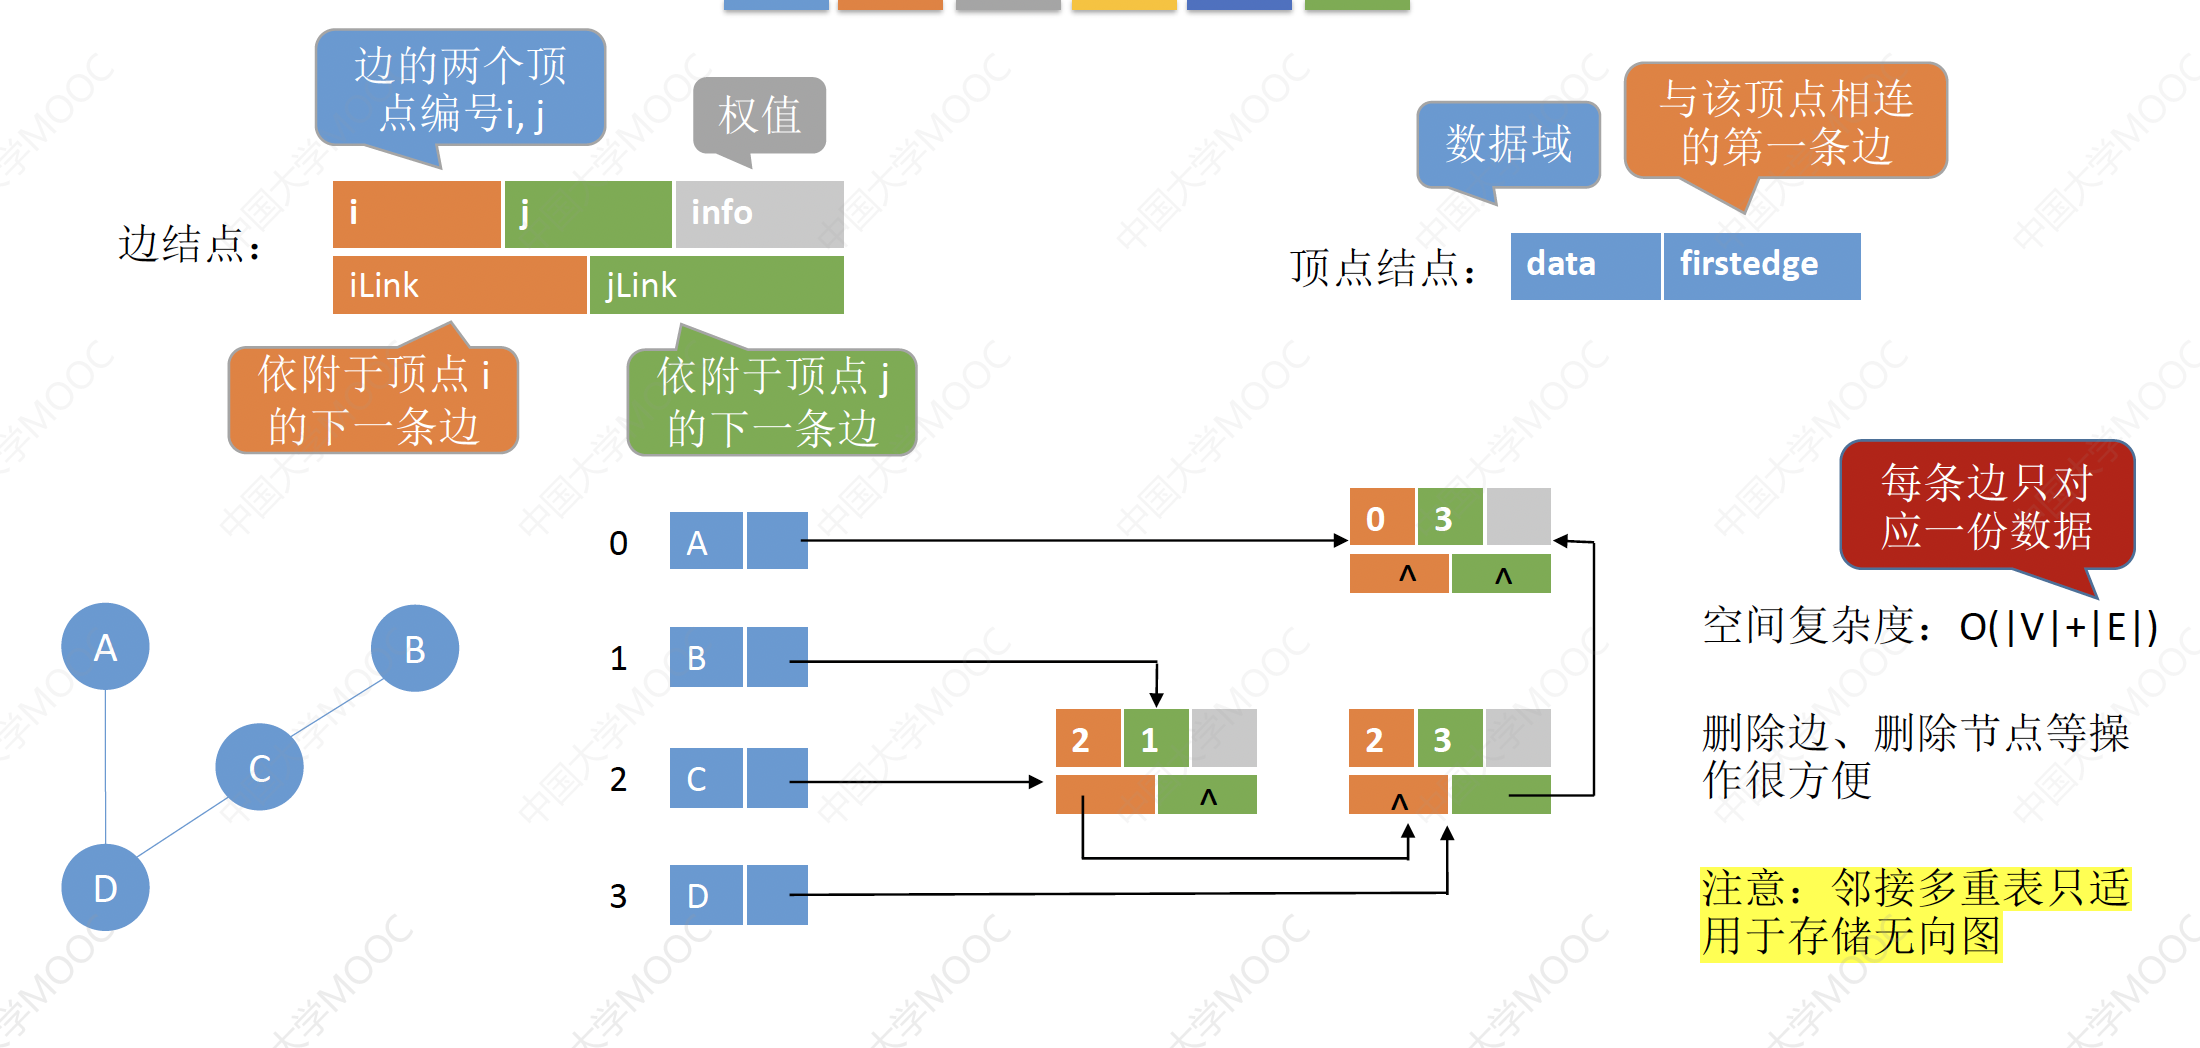 边的两个顶
点编号i, j
权值
i
j
info
边结点：
iLink
jLink
依附于顶点 i
的下一条边
依附于顶点 j
的下一条边
数据域
与该顶点相连
的第一条边
顶点结点：
data
firstedge
每条边只对
应一份数据
0
A
0
3
^
^
1
B
2
C
2
1
^
2
3
^
3
D
A
B
C
D
空间复杂度：O(|V|+|E|)
删除边、删除节点等操
作很方便
注意：邻接多重表只适
用于存储无向图
中国大学MOOC